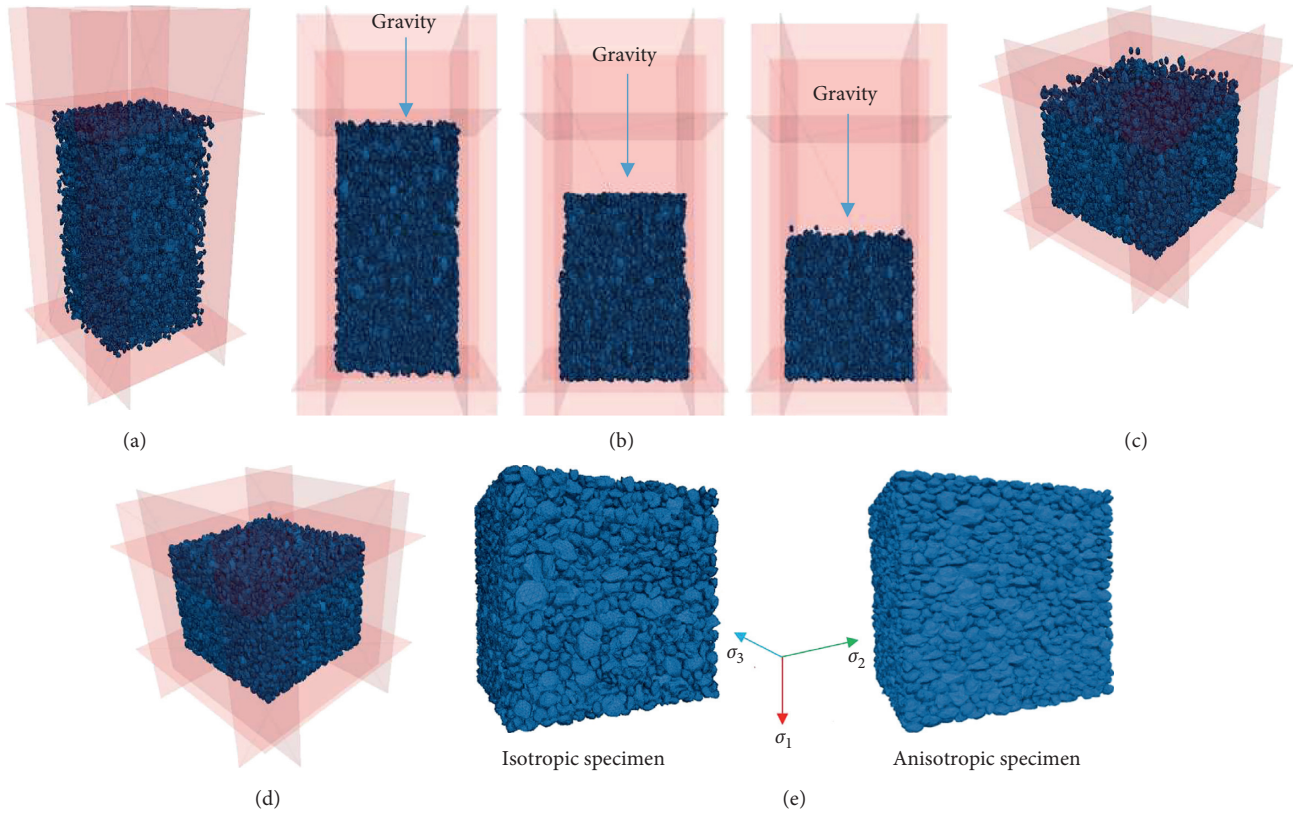 Gravity
Gravity
Gravity
(a)
(b)
(c)
σ3
σ2
σ1
Isotropic specimen
Anisotropic specimen
(d)
(e)